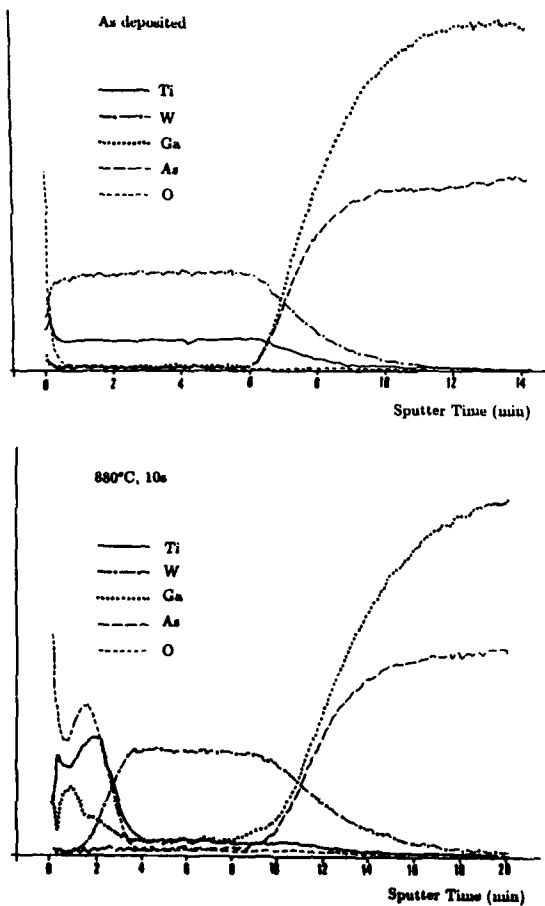 As deposited
Ti
W
Ga
As
O
0 2 4 6 8 10 12 14
Sputter Time (min)
880°C, 10s
Ti
W
Ga
As
O
0 2 4 6 8 10 12 14 16 18 20
Sputter Time (min)